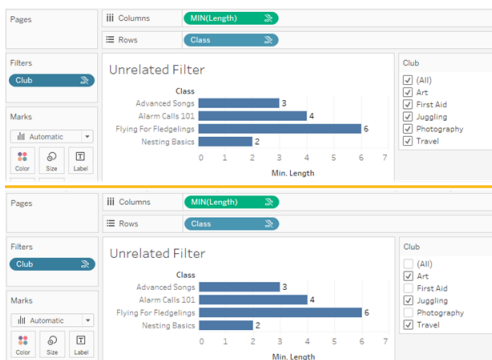 Pages
Columns
MIN(Length)
Rows
Class
Filters
Club
Marks
Automatic
Color
Size
Label
Unrelated Filter
Class
Advanced Songs 3
Alarm Calls 101 4
Flying For Fledgelings 6
Nesting Basics 2
0 1 2 3 4 5 6 7
Min. Length
Club
(All)
Art
First Aid
Juggling
Photography
Travel
Pages
Columns
MIN(Length)
Rows
Class
Filters
Club
Marks
Automatic
Color
Size
Label
Unrelated Filter
Class
Advanced Songs 3
Alarm Calls 101 4
Flying For Fledgelings 6
Nesting Basics 2
0 1 2 3 4 5 6 7
Min. Length
Club
(All)
Art
First Aid
Juggling
Photography
Travel